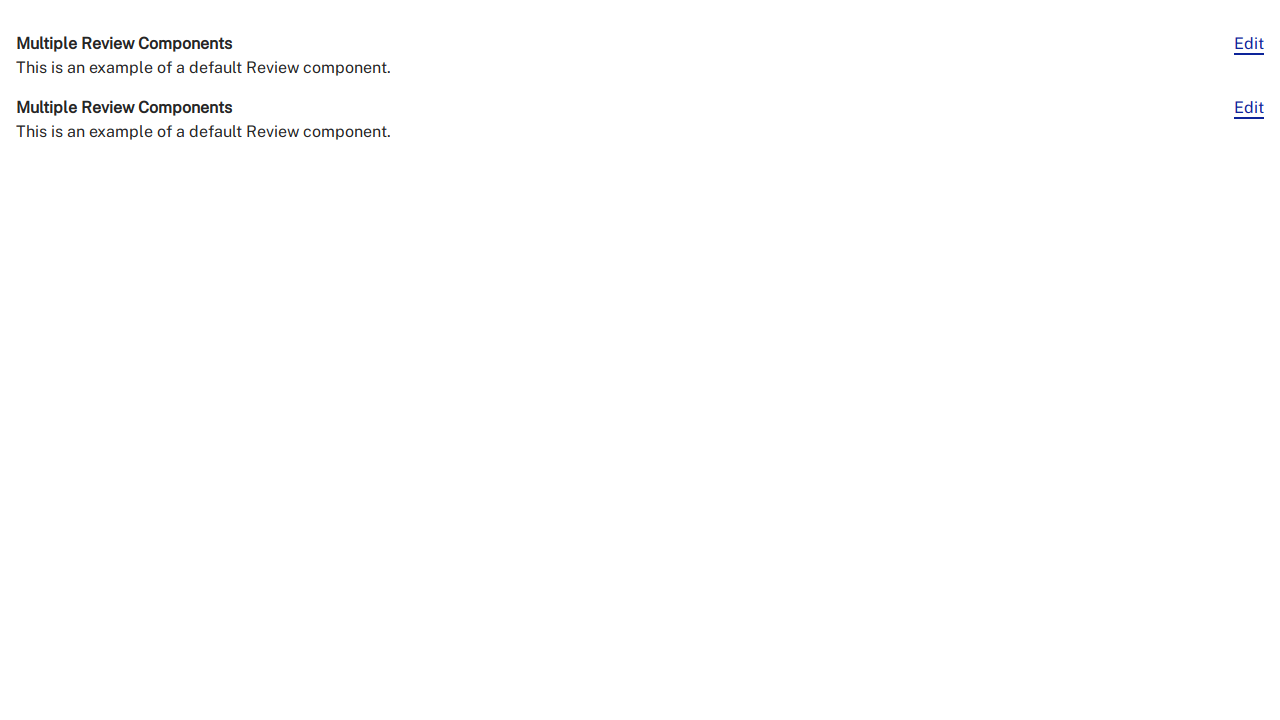 Multiple Review Components Edit
This is an example of a default Review component.
Multiple Review Components Edit
This is an example of a default Review component.